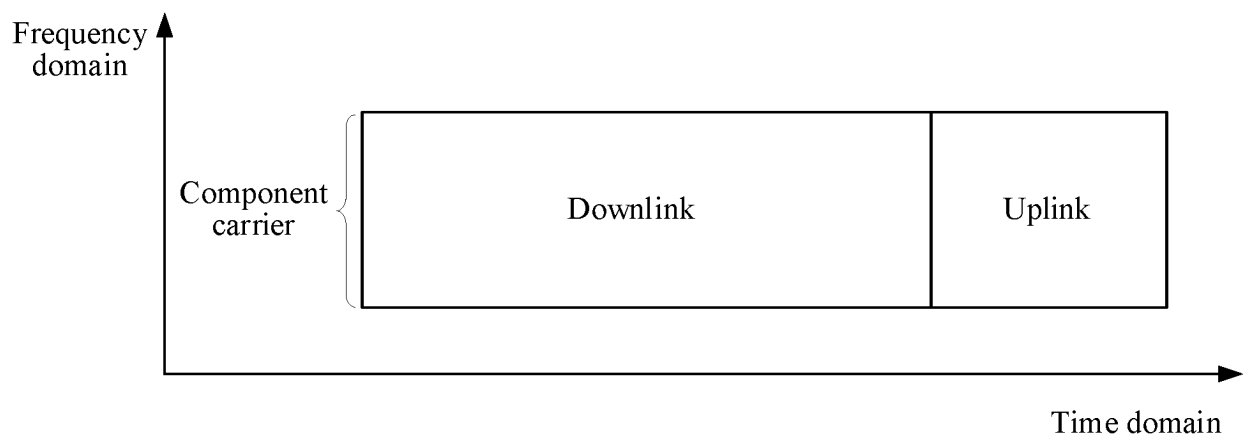 Frequency
domain
Component
carrier
Downlink
Uplink
Time domain